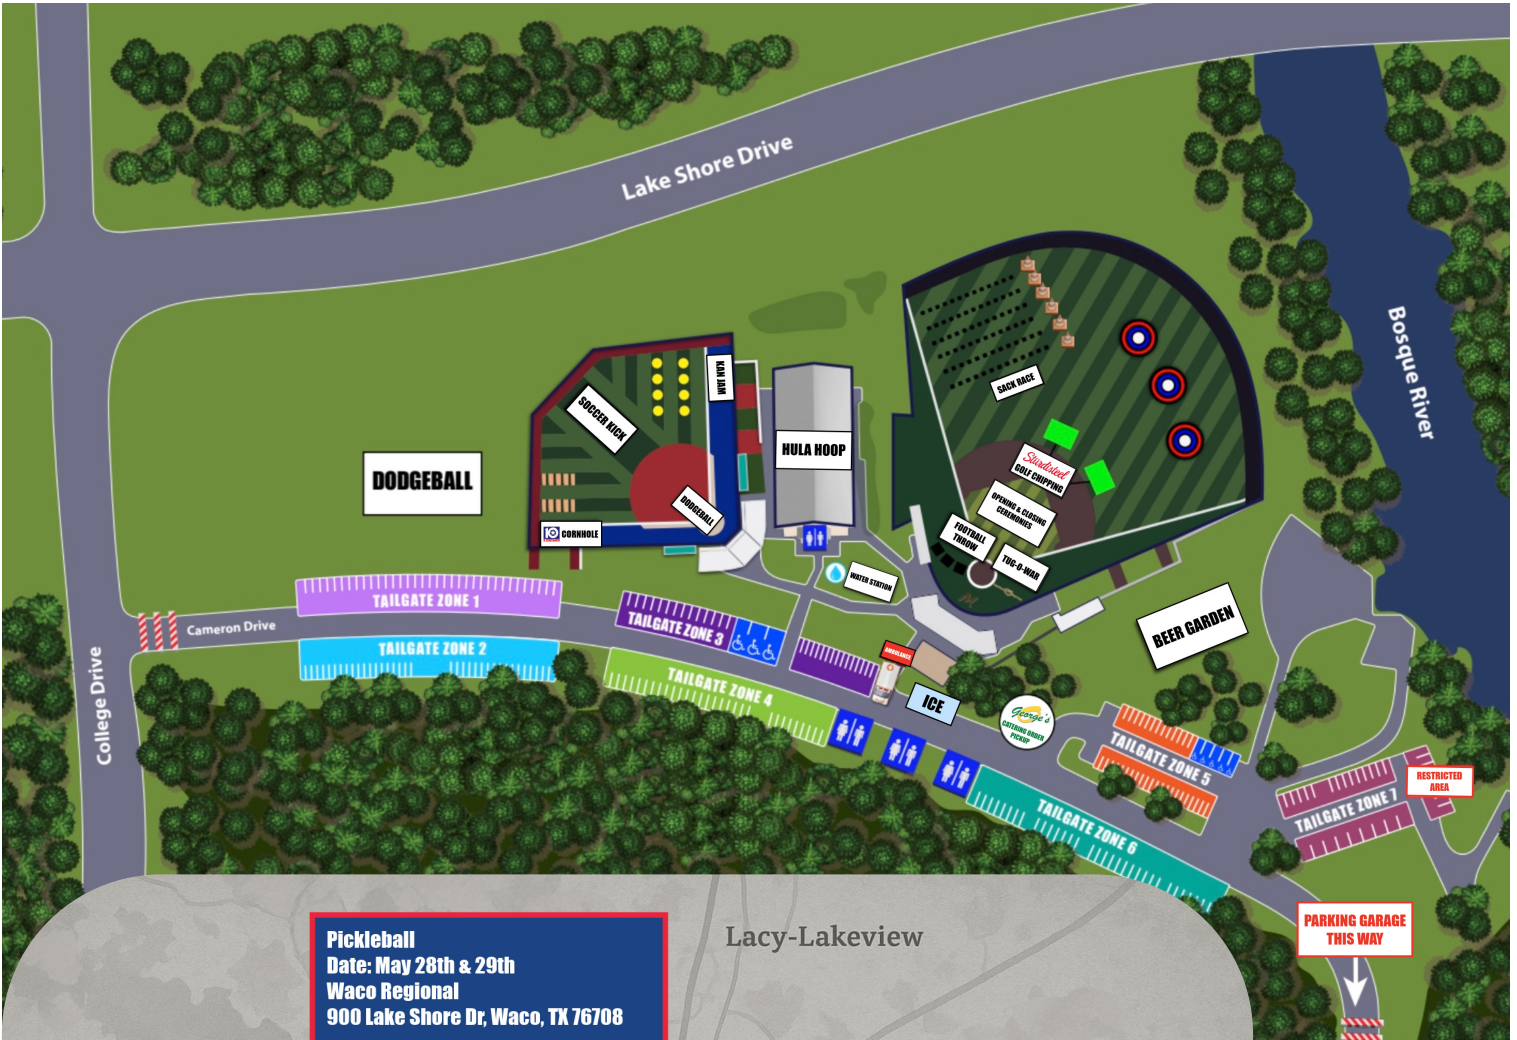 Lake Shore Drive
Bosque River
KAN JAM
SACK RACE
SOCCER KICK
HULA HOOP
Sturdisteel
GOLF CHIPPING
DODGEBALL
DODGEBALL
OPENING & CLOSING
CEREMONIES
CORNHOLE
FOOTBALL
THROW
TUG-O-WAR
WATER STATION
TAILGATE ZONE 1
Cameron Drive
TAILGATE ZONE 2
TAILGATE ZONE 3
BEER GARDEN
AMBULANCE
College Drive
TAILGATE ZONE 4
ICE
George's
CATERING ORDER
PICKUP
TAILGATE ZONE 5
RESTRICTED
AREA
TAILGATE ZONE 7
TAILGATE ZONE 6
PARKING GARAGE
THIS WAY
Lacy-Lakeview
Pickleball
Date: May 28th & 29th
Waco Regional
900 Lake Shore Dr, Waco, TX 76708